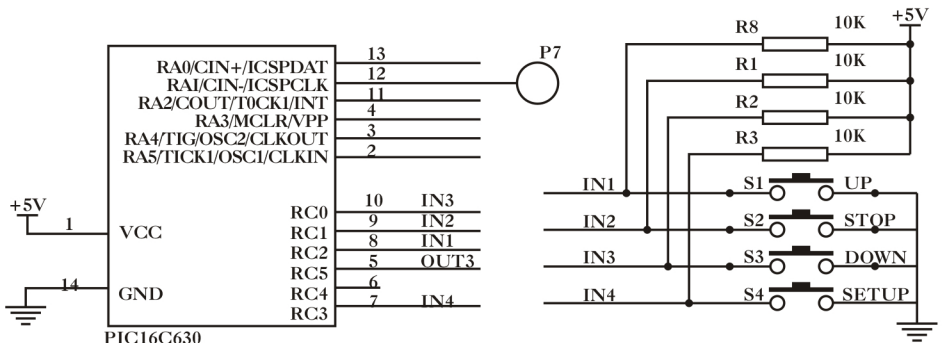 RA0/CIN+/ICSPDAT 13
RAI/CIN-/ICSPCLK 12
RA2/COUT/T0CK1/INT 11
RA3/MCLR/VPP 4
RA4/TIG/OSC2/CLKOUT 3
RA5/TICK1/OSC1/CLKIN 2
P7
+5V
1 VCC
14 GND
RC0 10 IN3
RC1 9 IN2
RC2 8 IN1
RC5 5 OUT3
RC4 6
RC3 7 IN4
PIC16C630
+5V
R8 10K
R1 10K
R2 10K
R3 10K
IN1 S1 UP
IN2 S2 STOP
IN3 S3 DOWN
IN4 S4 SETUP